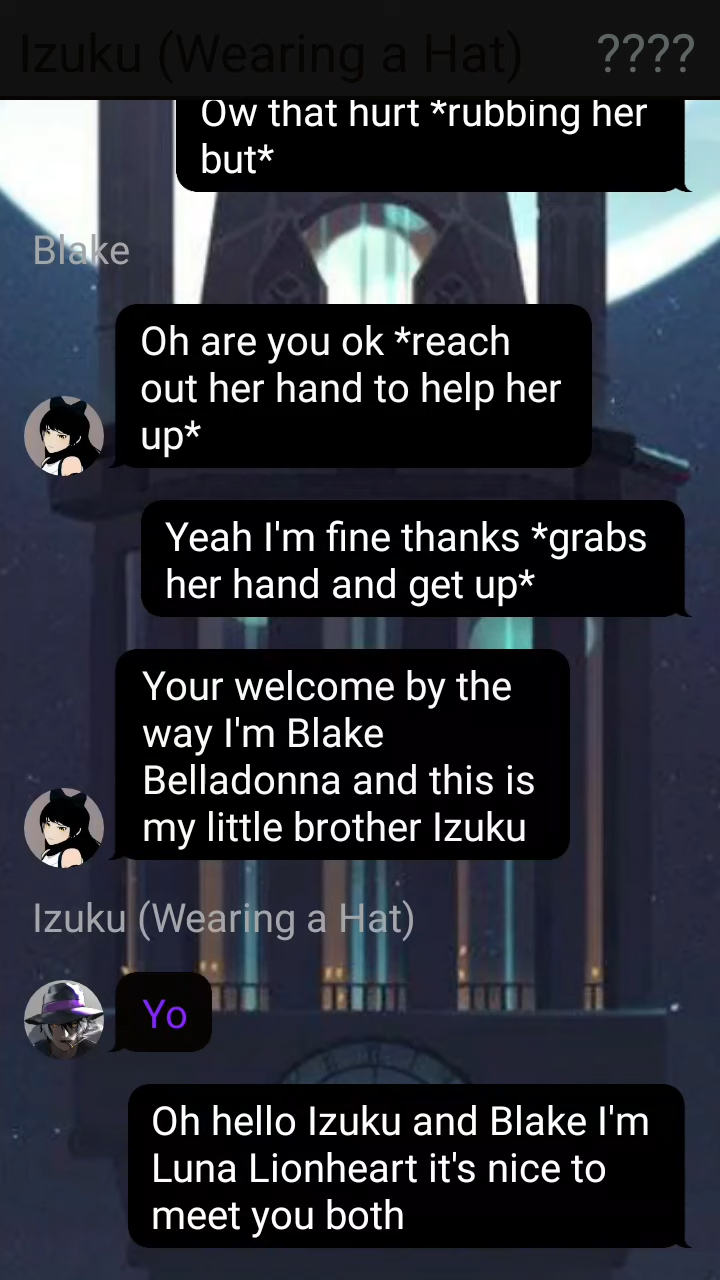 Izuku (Wearing a Hat) ????
Ow that hurt *rubbing her
but*
Blake
Oh are you ok *reach
out her hand to help her
up*
Yeah I'm fine thanks *grabs
her hand and get up*
Your welcome by the
way I'm Blake
Belladonna and this is
my little brother Izuku
Izuku (Wearing a Hat)
Yo
Oh hello Izuku and Blake I'm
Luna Lionheart it's nice to
meet you both